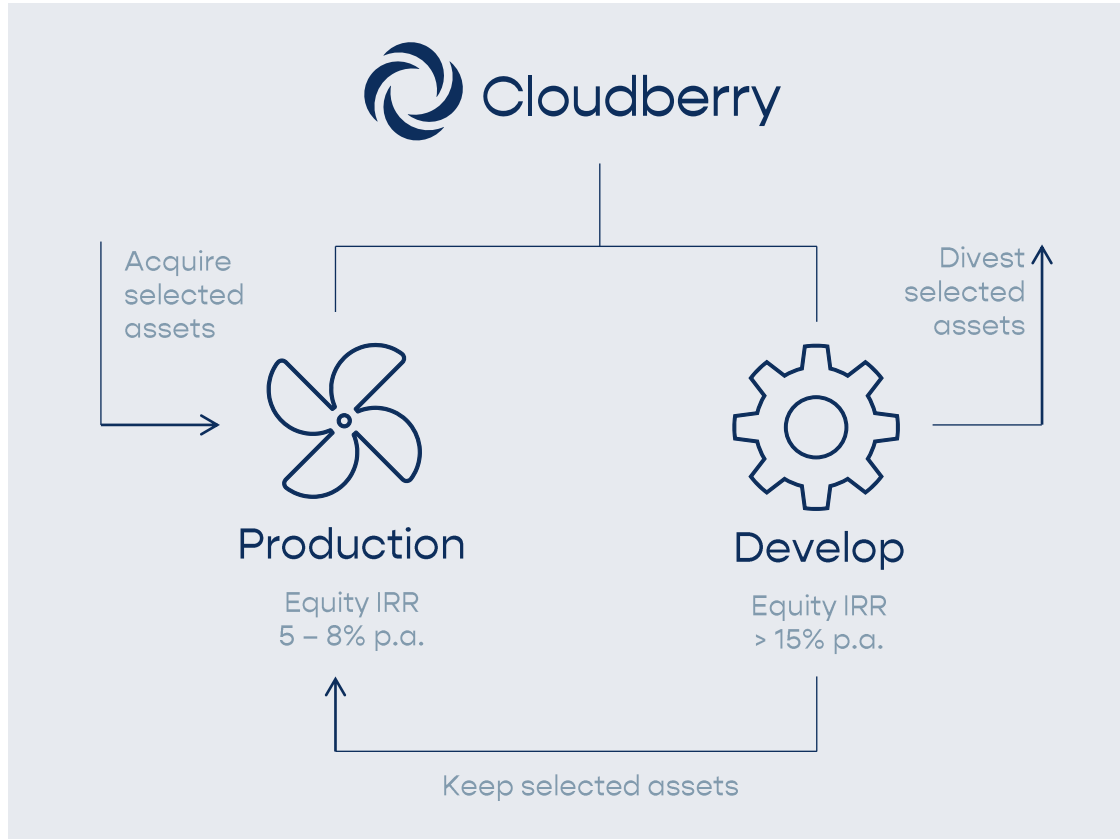 Cloudberry
Acquire
selected
assets
Divest
selected
assets
Production
Equity IRR
5 – 8% p.a.
Develop
Equity IRR
> 15% p.a.
Keep selected assets